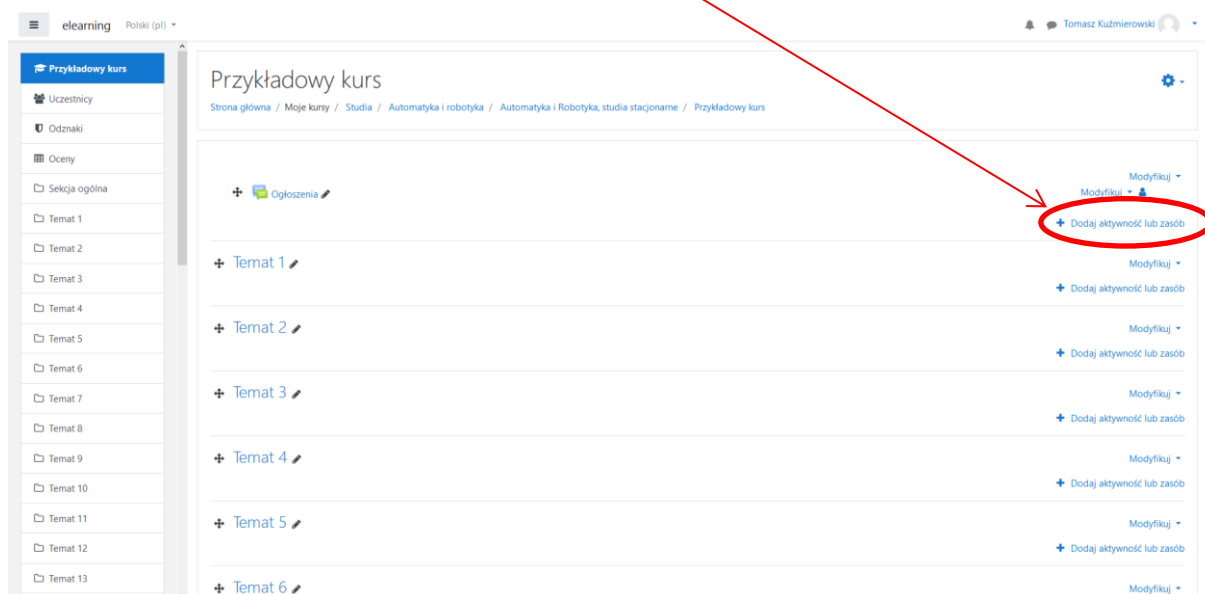 elearning Polski (pl)
Tomasz Kuźmierowski
Przykładowy kurs
Uczestnicy
Odznaki
Oceny
Sekcja ogólna
Temat 1
Temat 2
Temat 3
Temat 4
Temat 5
Temat 6
Temat 7
Temat 8
Temat 9
Temat 10
Temat 11
Temat 12
Temat 13
Przykładowy kurs
Strona główna / Moje kursy / Studia / Automatyka i robotyka / Automatyka i Robotyka, studia stacjonarne / Przykładowy kurs
Modyfikuj
Ogłoszenia
Modyfikuj
Dodaj aktywność lub zasób
Temat 1
Modyfikuj
Dodaj aktywność lub zasób
Temat 2
Modyfikuj
Dodaj aktywność lub zasób
Temat 3
Modyfikuj
Dodaj aktywność lub zasób
Temat 4
Modyfikuj
Dodaj aktywność lub zasób
Temat 5
Modyfikuj
Dodaj aktywność lub zasób
Temat 6
Modyfikuj